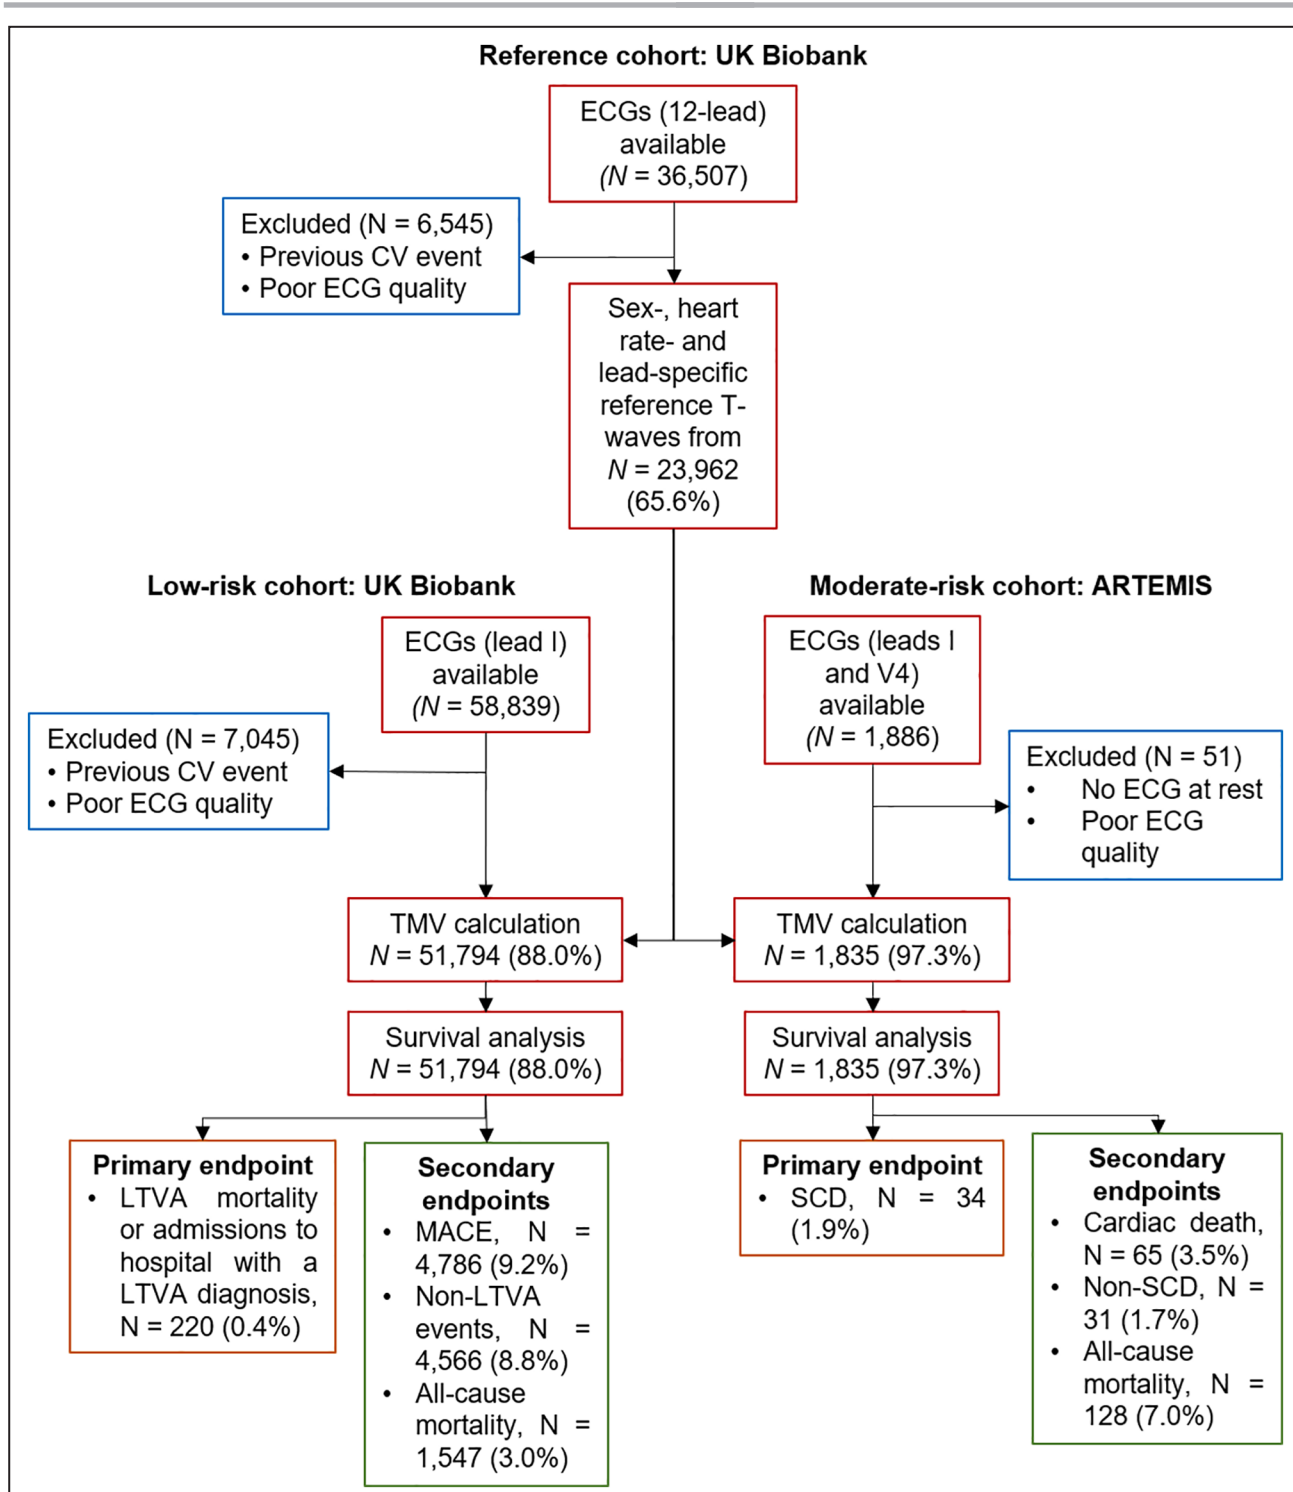 Reference cohort: UK Biobank
ECGs (12-lead)
available
(N = 36,507)
Excluded (N = 6,545)
• Previous CV event
• Poor ECG quality
Sex-, heart
rate- and
lead-specific
reference T-
waves from
N = 23,962
(65.6%)
Low-risk cohort: UK Biobank
ECGs (lead I)
available
(N = 58,839)
Excluded (N = 7,045)
• Previous CV event
• Poor ECG quality
TMV calculation
N = 51,794 (88.0%)
Survival analysis
N = 51,794 (88.0%)
Primary endpoint
• LTVA mortality
or admissions to
hospital with a
LTVA diagnosis,
N = 220 (0.4%)
Secondary
endpoints
• MACE, N =
4,786 (9.2%)
• Non-LTVA
events, N =
4,566 (8.8%)
• All-cause
mortality, N =
1,547 (3.0%)
Moderate-risk cohort: ARTEMIS
ECGs (leads I
and V4)
available
(N = 1,886)
Excluded (N = 51)
• No ECG at rest
• Poor ECG
quality
TMV calculation
N = 1,835 (97.3%)
Survival analysis
N = 1,835 (97.3%)
Primary endpoint
• SCD, N = 34
(1.9%)
Secondary
endpoints
• Cardiac death,
N = 65 (3.5%)
• Non-SCD, N =
31 (1.7%)
• All-cause
mortality, N =
128 (7.0%)